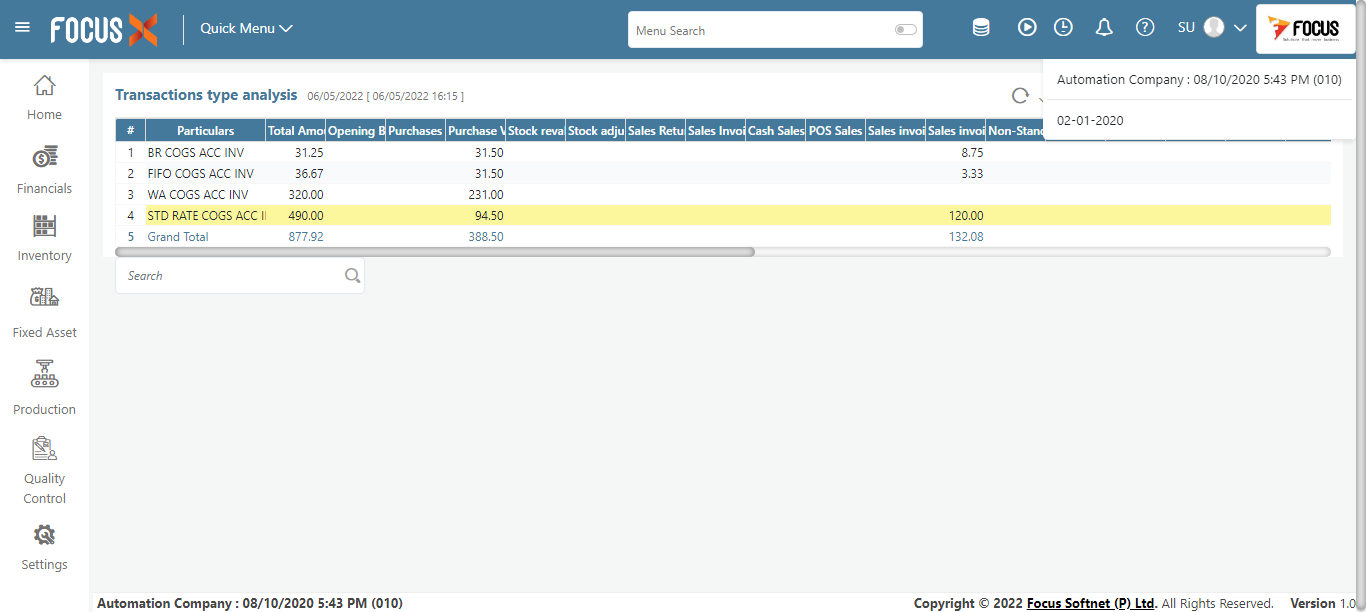 FOCUS X
Quick Menu
Menu Search
SU
FOCUS
Automation Company : 08/10/2020 5:43 PM (010)
02-01-2020
Home
Financials
Inventory
Fixed Asset
Production
Quality
Control
Settings
Transactions type analysis 06/05/2022 [ 06/05/2022 16:15 ]
# Particulars Total Amo Opening B Purchases Purchase V Stock reval Stock adju Sales Retu Sales Invoi Cash Sales POS Sales Sales invoi Sales invoi Non-Stand
1 BR COGS ACC INV 31.25 31.50 8.75
2 FIFO COGS ACC INV 36.67 31.50 3.33
3 WA COGS ACC INV 320.00 231.00
4 STD RATE COGS ACC I 490.00 94.50 120.00
5 Grand Total 877.92 388.50 132.08
Search
Automation Company : 08/10/2020 5:43 PM (010)
Copyright © 2022 Focus Softnet (P) Ltd. All Rights Reserved. Version 1.0